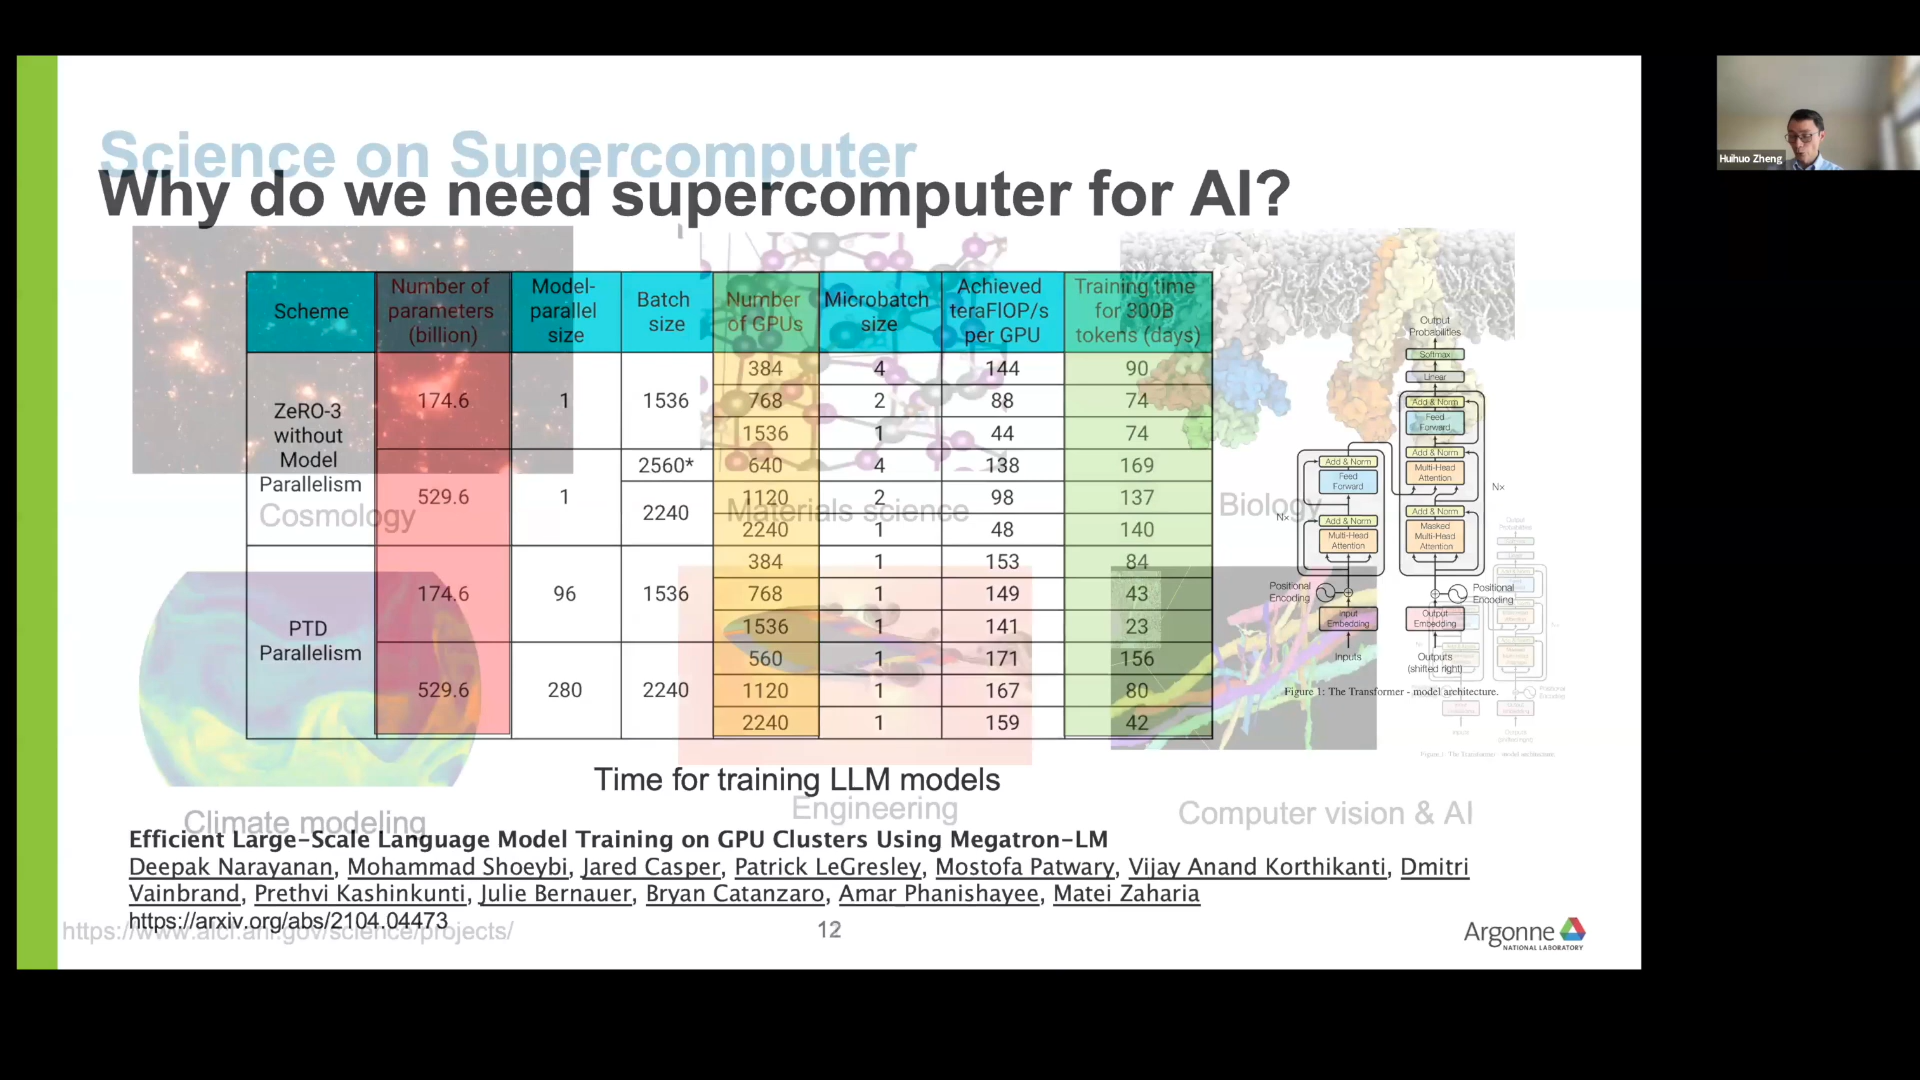 Science on Supercomputer
Why do we need supercomputer for AI?
Huihuo Zheng
Scheme
Number of parameters (billion)
Model-parallel size
Batch size
Number of GPUs
Microbatch size
Achieved teraFlOP/s per GPU
Training time for 300B tokens (days)
ZeRO-3 without Model Parallelism
174.6 1 1536 384 4 144 90
768 2 88 74
1536 1 44 74
529.6 1 2560* 640 4 138 169
2240 1120 2 98 137
2240 1 48 140
PTD Parallelism
174.6 96 1536 384 1 153 84
768 1 149 43
1536 1 141 23
529.6 280 2240 560 1 171 156
1120 1 167 80
2240 1 159 42
Cosmology
Materials science
Biology
Output Probabilities
Softmax
Linear
Add & Norm
Feed Forward
Add & Norm
Multi-Head Attention
Add & Norm
Masked Multi-Head Attention
Nx
Add & Norm
Feed Forward
Nx
Add & Norm
Multi-Head Attention
Positional Encoding
Positional Encoding
Input Embedding
Output Embedding
Inputs
Outputs (shifted right)
Figure 1: The Transformer - model architecture.
Figure 1: The Transformer - model architecture.
Time for training LLM models
Climate modeling
Engineering
Computer vision & AI
Efficient Large-Scale Language Model Training on GPU Clusters Using Megatron-LM
Deepak Narayanan, Mohammad Shoeybi, Jared Casper, Patrick LeGresley, Mostofa Patwary, Vijay Anand Korthikanti, Dmitri
Vainbrand, Prethvi Kashinkunti, Julie Bernauer, Bryan Catanzaro, Amar Phanishayee, Matei Zaharia
https://arxiv.org/abs/2104.04473
https://www.alcf.anl.gov/science/projects/
12
Argonne
NATIONAL LABORATORY